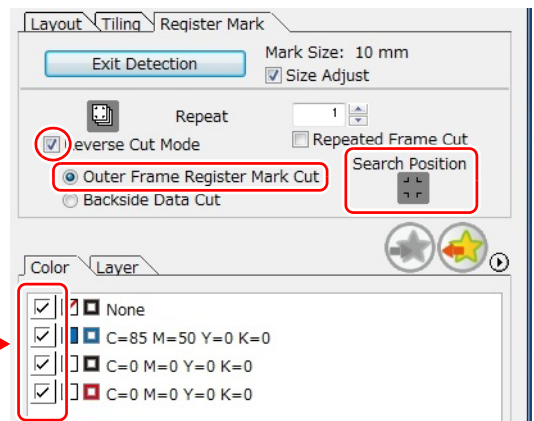 Layout Tiling Register Mark
Exit Detection
Mark Size: 10 mm
Size Adjust
Repeat 1
Reverse Cut Mode
Repeated Frame Cut
Outer Frame Register Mark Cut
Search Position
Backside Data Cut
Color Layer
None
C=85 M=50 Y=0 K=0
C=0 M=0 Y=0 K=0
C=0 M=0 Y=0 K=0